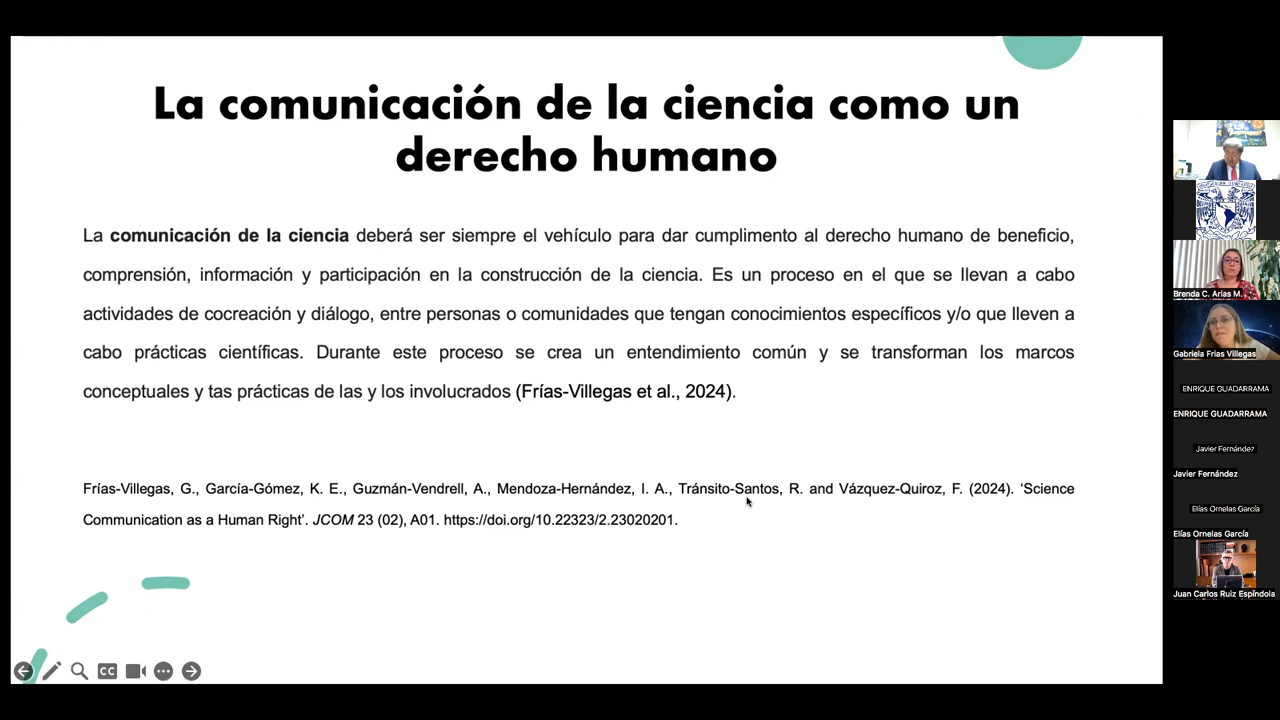 La comunicación de la ciencia como un
derecho humano
La comunicación de la ciencia deberá ser siempre el vehículo para dar cumplimento al derecho humano de beneficio,
comprensión, información y participación en la construcción de la ciencia. Es un proceso en el que se llevan a cabo
actividades de cocreación y diálogo, entre personas o comunidades que tengan conocimientos específicos y/o que lleven a
cabo prácticas científicas. Durante este proceso se crea un entendimiento común y se transforman los marcos
conceptuales y tas prácticas de las y los involucrados (Frías-Villegas et al., 2024).
Frías-Villegas, G., García-Gómez, K. E., Guzmán-Vendrell, A., Mendoza-Hernández, I. A., Tránsito-Santos, R. and Vázquez-Quiroz, F. (2024). ‘Science
Communication as a Human Right’. JCOM 23 (02), A01. https://doi.org/10.22323/2.23020201.
CC
Brenda C. Arias M.
Gabriela Frías Villegas
ENRIQUE GUADARRAMA
ENRIQUE GUADARRAMA
Javier Fernández
Javier Fernández
Elías Ornelas García
Elías Ornelas García
Juan Carlos Ruiz Espíndola